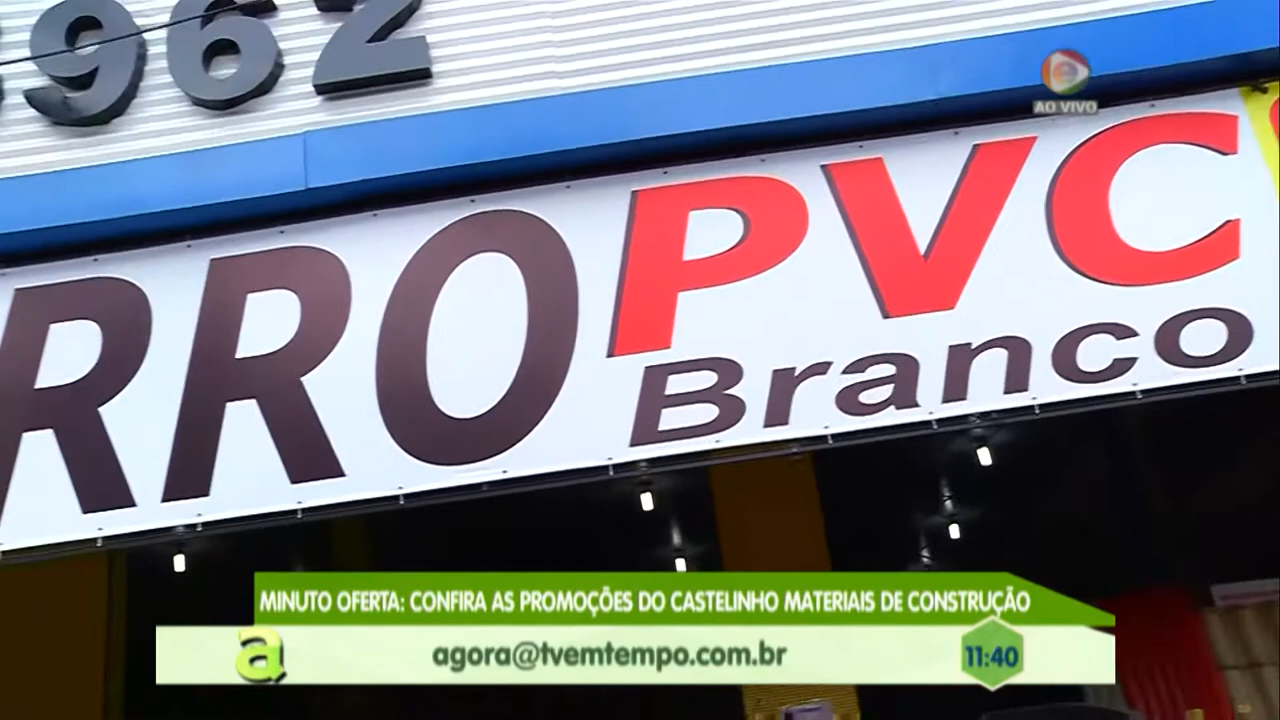 962
AO VIVO
RRO PVC
Branco
MINUTO OFERTA: CONFIRA AS PROMOÇÕES DO CASTELINHO MATERIAIS DE CONSTRUÇÃO
a agora@tvemtempo.com.br 11:40